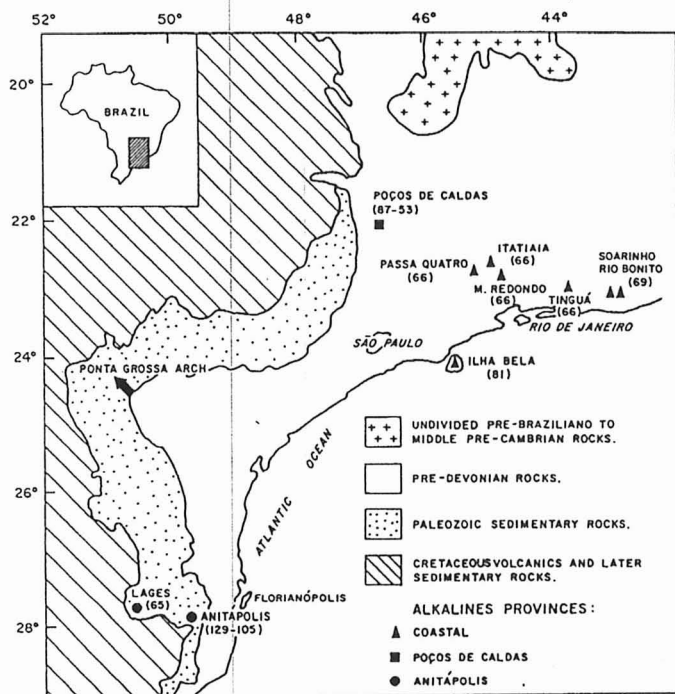 52° 50° 48° 46° 44°
20°
22°
24°
26°
28°
BRAZIL
POÇOS DE CALDAS
(87-53)
ITATIAIA
(66)
PASSA QUATRO
(66)
M. REDONDO
(66)
TINGUÁ
(66)
SOARINHO
RIO BONITO
(69)
RIO DE JANEIRO
SÃO PAULO
ILHA BELA
(81)
PONTA GROSSA ARCH
ATLANTIC OCEAN
LAGES
(65)
ANITAPOLIS
(129-105)
FLORIANÓPOLIS
UNDIVIDED PRE-BRAZILIANO TO
MIDDLE PRE-CAMBRIAN ROCKS.
PRE-DEVONIAN ROCKS.
PALEOZOIC SEDIMENTARY ROCKS.
CRETACEOUS VOLCANICS AND LATER
SEDIMENTARY ROCKS.
ALKALINES PROVINCES:
COASTAL
POÇOS DE CALDAS
ANITÁPOLIS